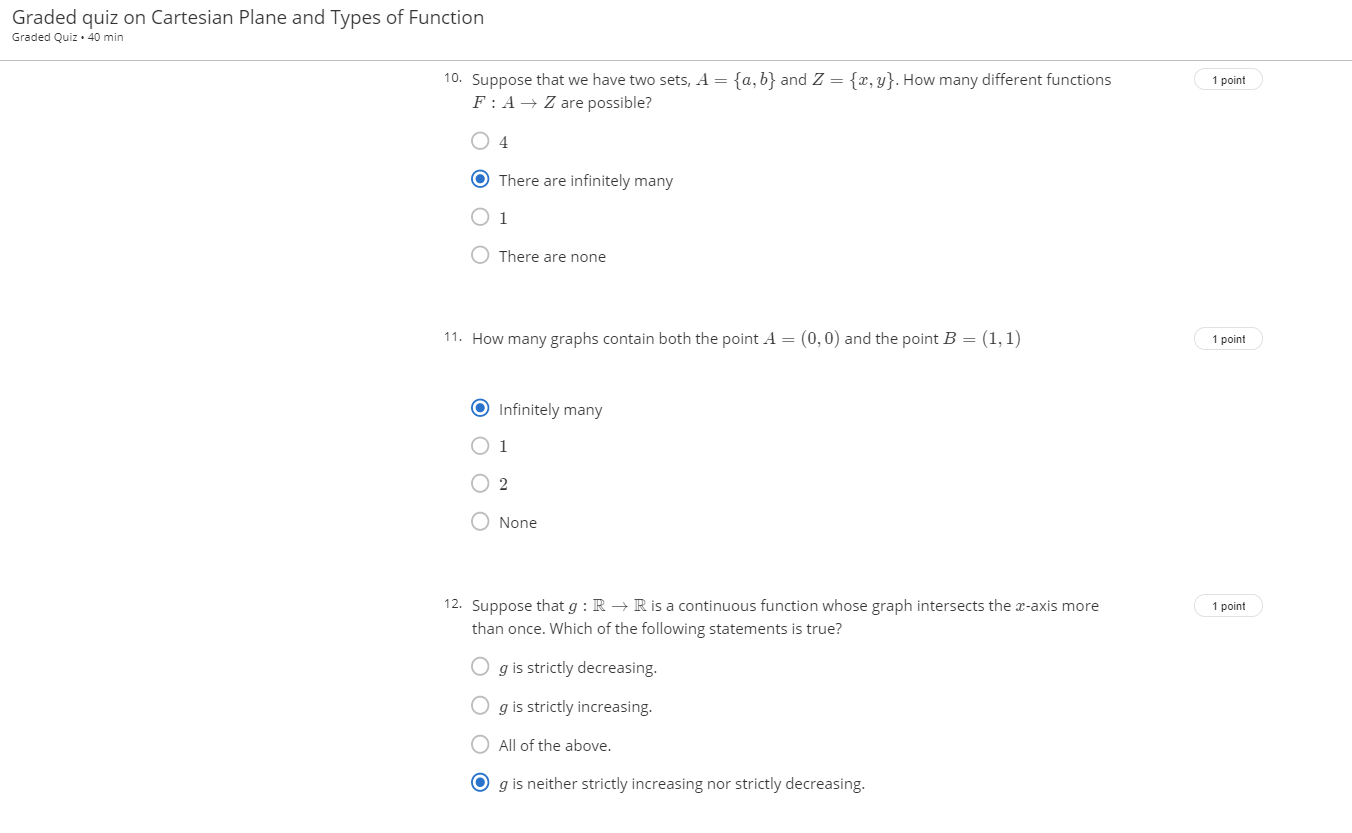 Graded quiz on Cartesian Plane and Types of Function
Graded Quiz • 40 min
10. Suppose that we have two sets, A = {a, b} and Z = {x, y}. How many different functions 1 point
F : A → Z are possible?
4
There are infinitely many
1
There are none
11. How many graphs contain both the point A = (0, 0) and the point B = (1, 1) 1 point
Infinitely many
1
2
None
12. Suppose that g : ℝ → ℝ is a continuous function whose graph intersects the x-axis more 1 point
than once. Which of the following statements is true?
g is strictly decreasing.
g is strictly increasing.
All of the above.
g is neither strictly increasing nor strictly decreasing.